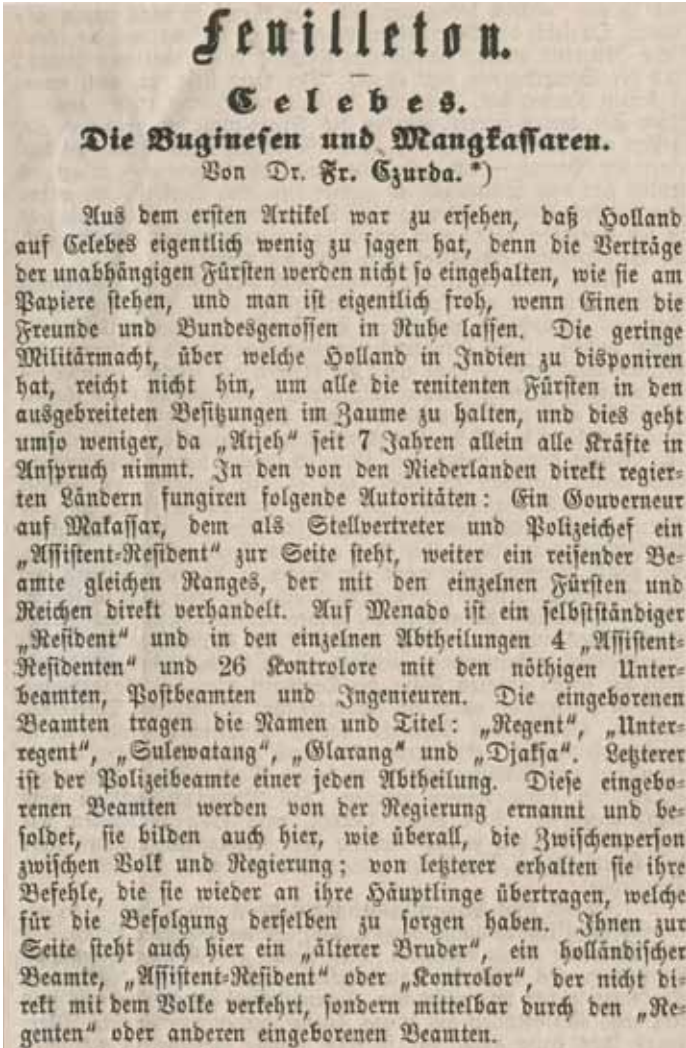 Feuilleton.
Celebes.
Die Buginesen und Mangkassaren.
Von Dr. Fr. Czurda.*)
Aus dem ersten Artikel war zu ersehen, daß Holland
auf Celebes eigentlich wenig zu sagen hat, denn die Verträge
der unabhängigen Fürsten werden nicht so eingehalten, wie sie am
Papiere stehen, und man ist eigentlich froh, wenn Einen die
Freunde und Bundesgenossen in Ruhe lassen. Die geringe
Militärmacht, über welche Holland in Indien zu disponiren
hat, reicht nicht hin, um alle die renitenten Fürsten in den
ausgebreiteten Besitzungen im Zaume zu halten, und dies geht
umso weniger, da „Atjeh“ seit 7 Jahren allein alle Kräfte in
Anspruch nimmt. In den von den Niederlanden direkt regier-
ten Ländern fungiren folgende Autoritäten: Ein Gouverneur
auf Makassar, dem als Stellvertreter und Polizeichef ein
„Assistent-Resident“ zur Seite steht, weiter ein reisender Be-
amte gleichen Ranges, der mit den einzelnen Fürsten und
Reichen direkt verhandelt. Auf Menado ist ein selbstständiger
„Resident“ und in den einzelnen Abtheilungen 4 „Assistent-
Residenten“ und 26 Kontrolore mit den nöthigen Unter-
beamten, Postbeamten und Ingenieuren. Die eingeborenen
Beamten tragen die Namen und Titel: „Regent“, „Unter-
regent“, „Sulewatang“, „Glarang“ und „Djaksa“. Letzterer
ist der Polizeibeamte einer jeden Abtheilung. Diese eingebo-
renen Beamten werden von der Regierung ernannt und be-
soldet, sie bilden auch hier, wie überall, die Zwischenperson
zwischen Volk und Regierung; von letzterer erhalten sie ihre
Befehle, die sie wieder an ihre Häuptlinge übertragen, welche
für die Befolgung derselben zu sorgen haben. Ihnen zur
Seite steht auch hier ein „älterer Bruder“, ein holländischer
Beamte, „Assistent-Resident“ oder „Kontrolor“, der nicht di-
rekt mit dem Volke verkehrt, sondern mittelbar durch den „Re-
genten“ oder anderen eingeborenen Beamten.